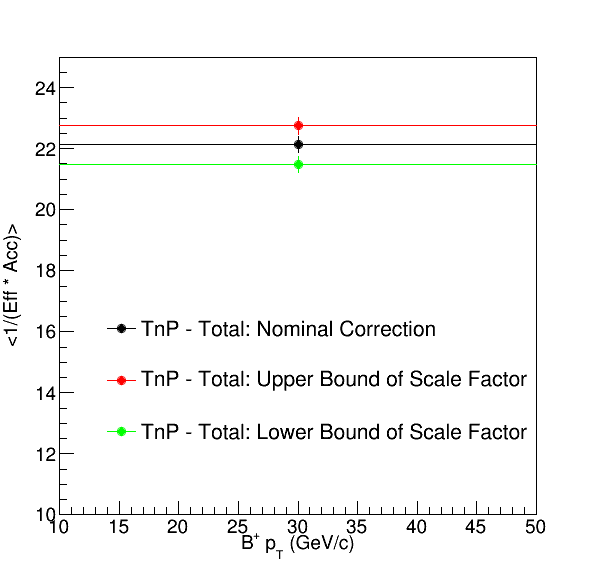 <1/(Eff * Acc)>
24
22
20
18
16
14
12
10
TnP - Total: Nominal Correction
TnP - Total: Upper Bound of Scale Factor
TnP - Total: Lower Bound of Scale Factor
10 15 20 25 30 35 40 45 50
B⁺ p_T (GeV/c)